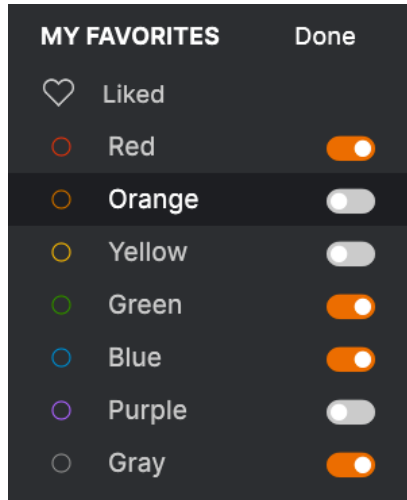 MY FAVORITES Done
Liked
Red
Orange
Yellow
Green
Blue
Purple
Gray